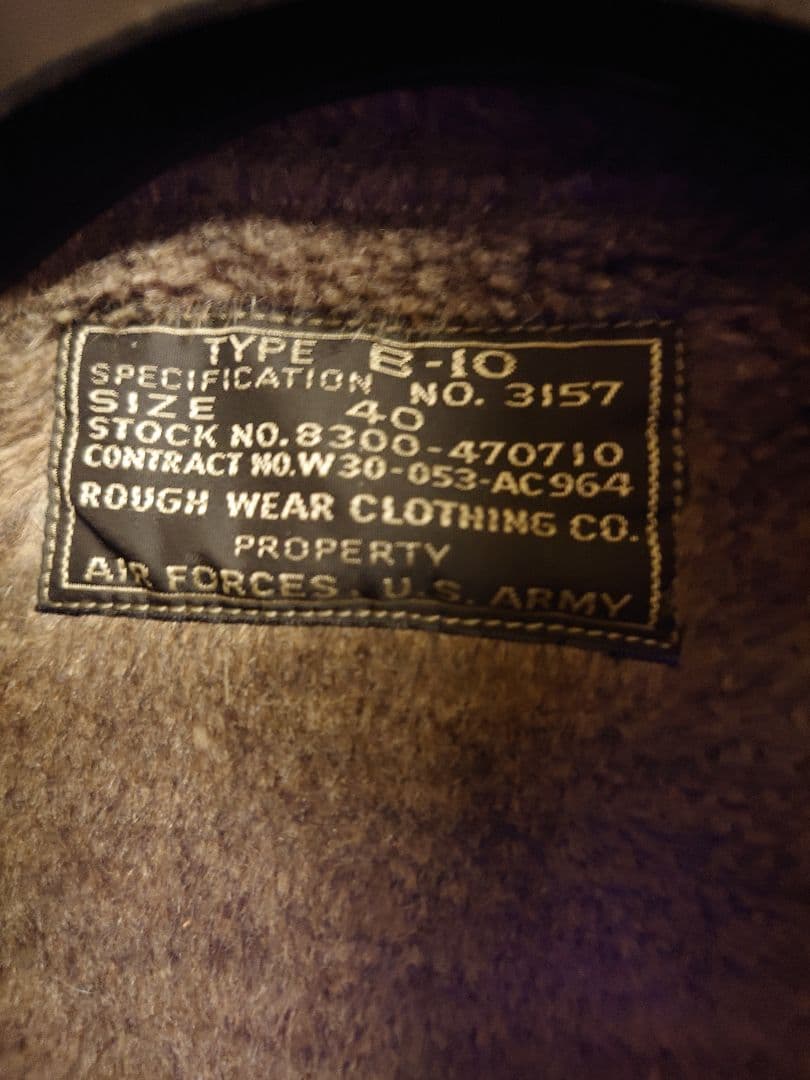 TYPE B-10
SPECIFICATION NO. 3157
SIZE 40
STOCK NO. 8300-470710
CONTRACT NO. W30-053-AC964
ROUGH WEAR CLOTHING CO.
PROPERTY
AIR FORCES. U.S. ARMY